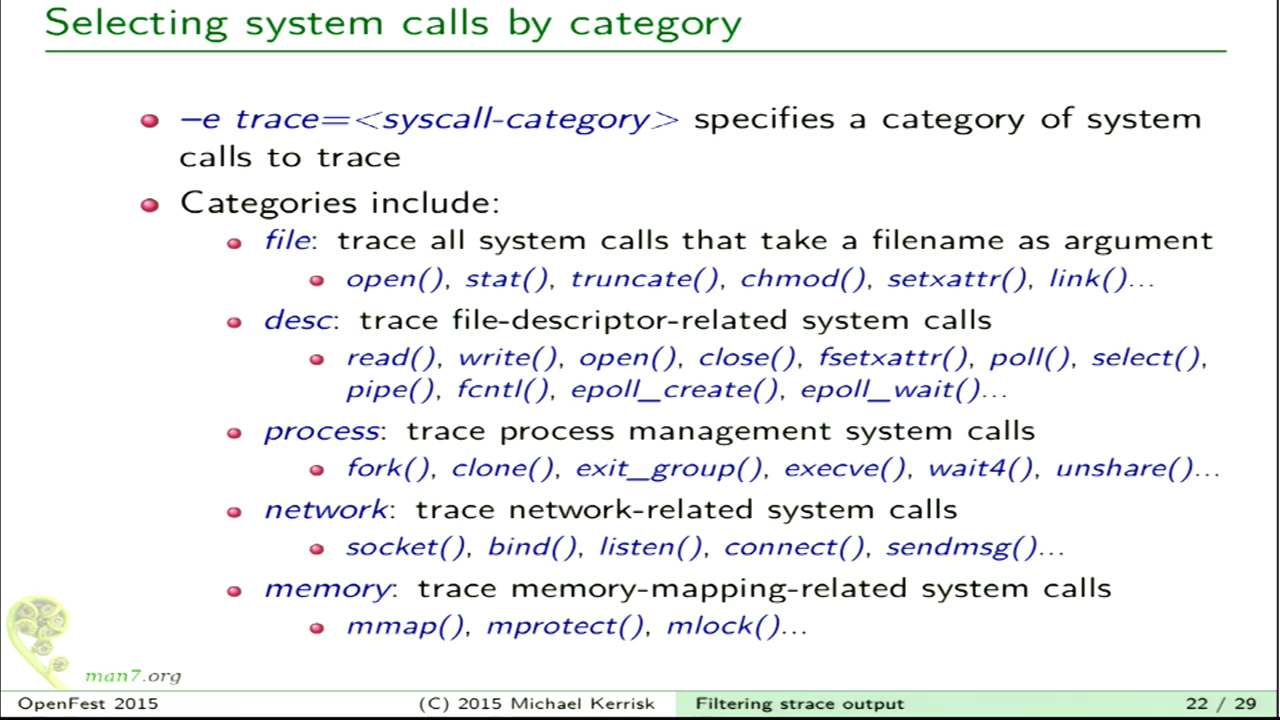 Selecting system calls by category
–e trace=<syscall-category> specifies a category of system
calls to trace
Categories include:
file: trace all system calls that take a filename as argument
open(), stat(), truncate(), chmod(), setxattr(), link()...
desc: trace file-descriptor-related system calls
read(), write(), open(), close(), fsetxattr(), poll(), select(),
pipe(), fcntl(), epoll_create(), epoll_wait()...
process: trace process management system calls
fork(), clone(), exit_group(), execve(), wait4(), unshare()...
network: trace network-related system calls
socket(), bind(), listen(), connect(), sendmsg()...
memory: trace memory-mapping-related system calls
mmap(), mprotect(), mlock()...
man7.org
OpenFest 2015 (C) 2015 Michael Kerrisk Filtering strace output 22 / 29